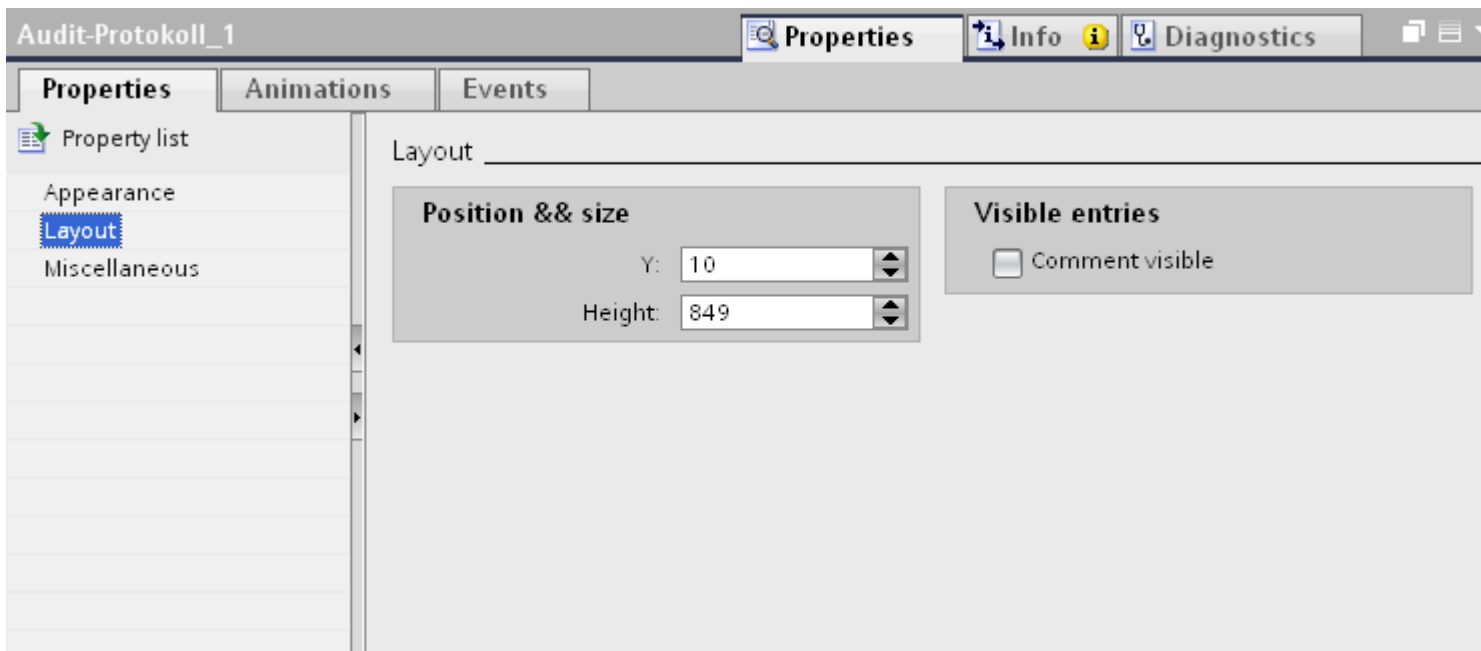 Audit-Protokoll_1
Properties
Info
Diagnostics
Properties
Animations
Events
Property list
Appearance
Layout
Miscellaneous
Layout
Position && size
Y: 10
Height: 849
Visible entries
Comment visible